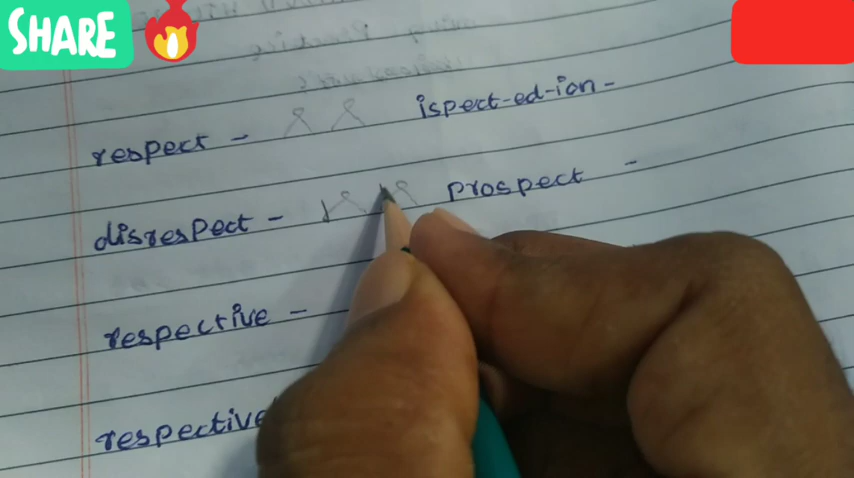 SHARE
respect - ispect-ed-ion-
disrespect - prospect -
respective -
respective